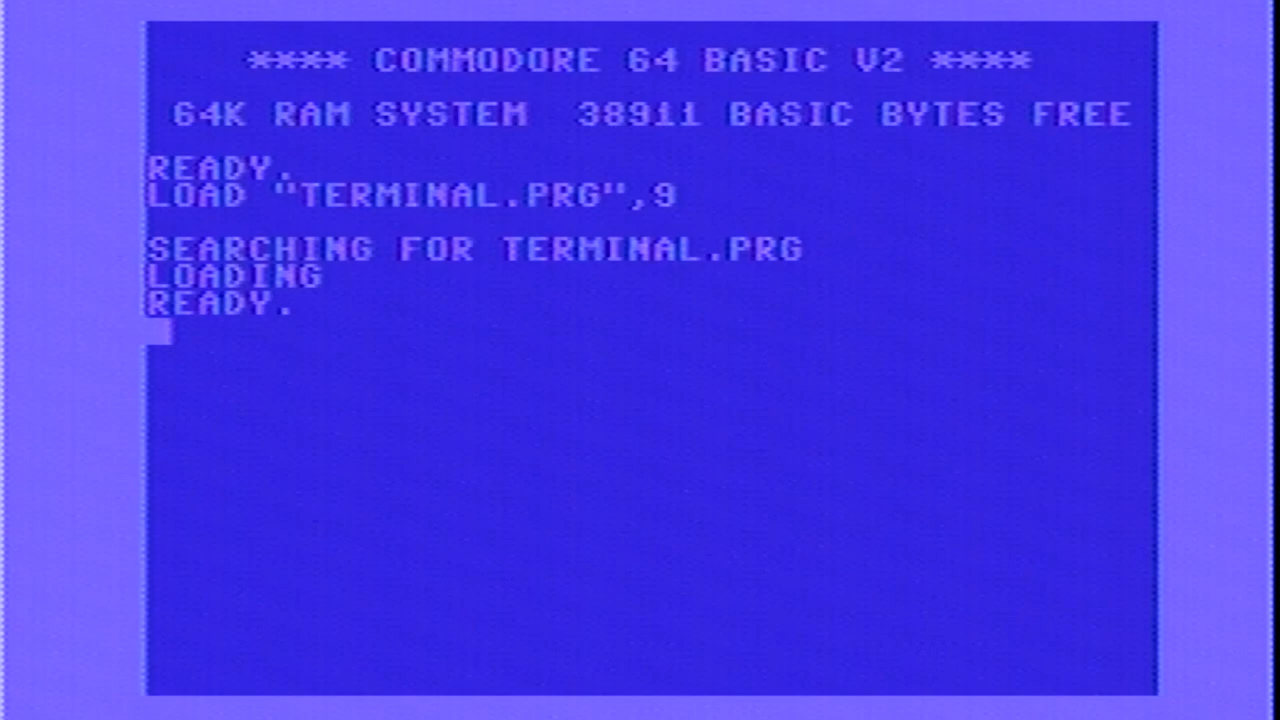 **** COMMODORE 64 BASIC V2 ****
64K RAM SYSTEM  38911 BASIC BYTES FREE
READY.
LOAD "TERMINAL.PRG",9
SEARCHING FOR TERMINAL.PRG
LOADING
READY.